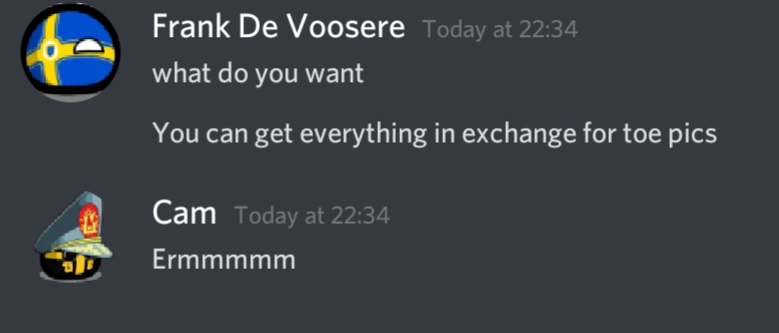 Frank De Voosere Today at 22:34
what do you want
You can get everything in exchange for toe pics
Cam Today at 22:34
Ermmmmm